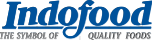 Indofood
THE SYMBOL OF QUALITY FOODS